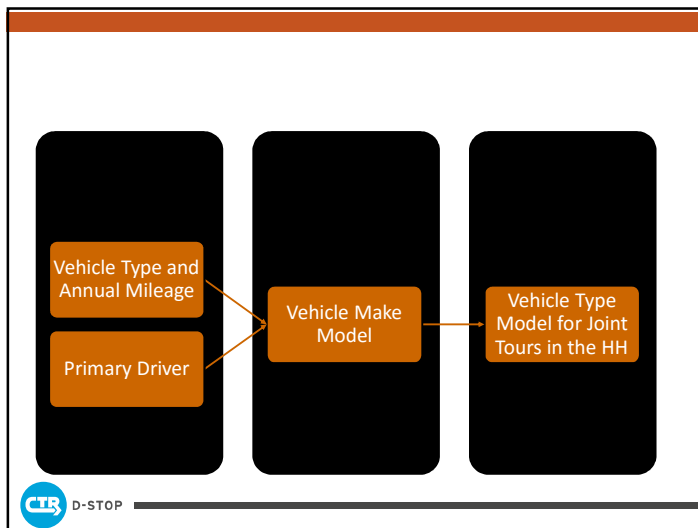 Vehicle Type and
Annual Mileage
Primary Driver
Vehicle Make
Model
Vehicle Type
Model for Joint
Tours in the HH
CTR
D-STOP